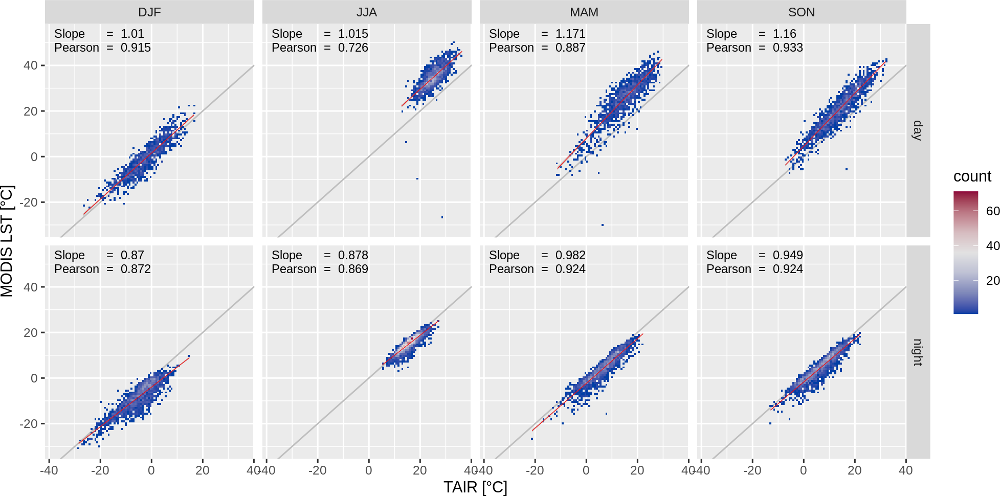 DJF JJA MAM SON
Slope = 1.01
Pearson = 0.915
Slope = 1.015
Pearson = 0.726
Slope = 1.171
Pearson = 0.887
Slope = 1.16
Pearson = 0.933
40
20
0
-20
day
Slope = 0.87
Pearson = 0.872
Slope = 0.878
Pearson = 0.869
Slope = 0.982
Pearson = 0.924
Slope = 0.949
Pearson = 0.924
40
20
0
-20
night
MODIS LST [°C]
-40 -20 0 20 40 -40 -20 0 20 40 -40 -20 0 20 40 -40 -20 0 20 40
TAIR [°C]
count
60
40
20